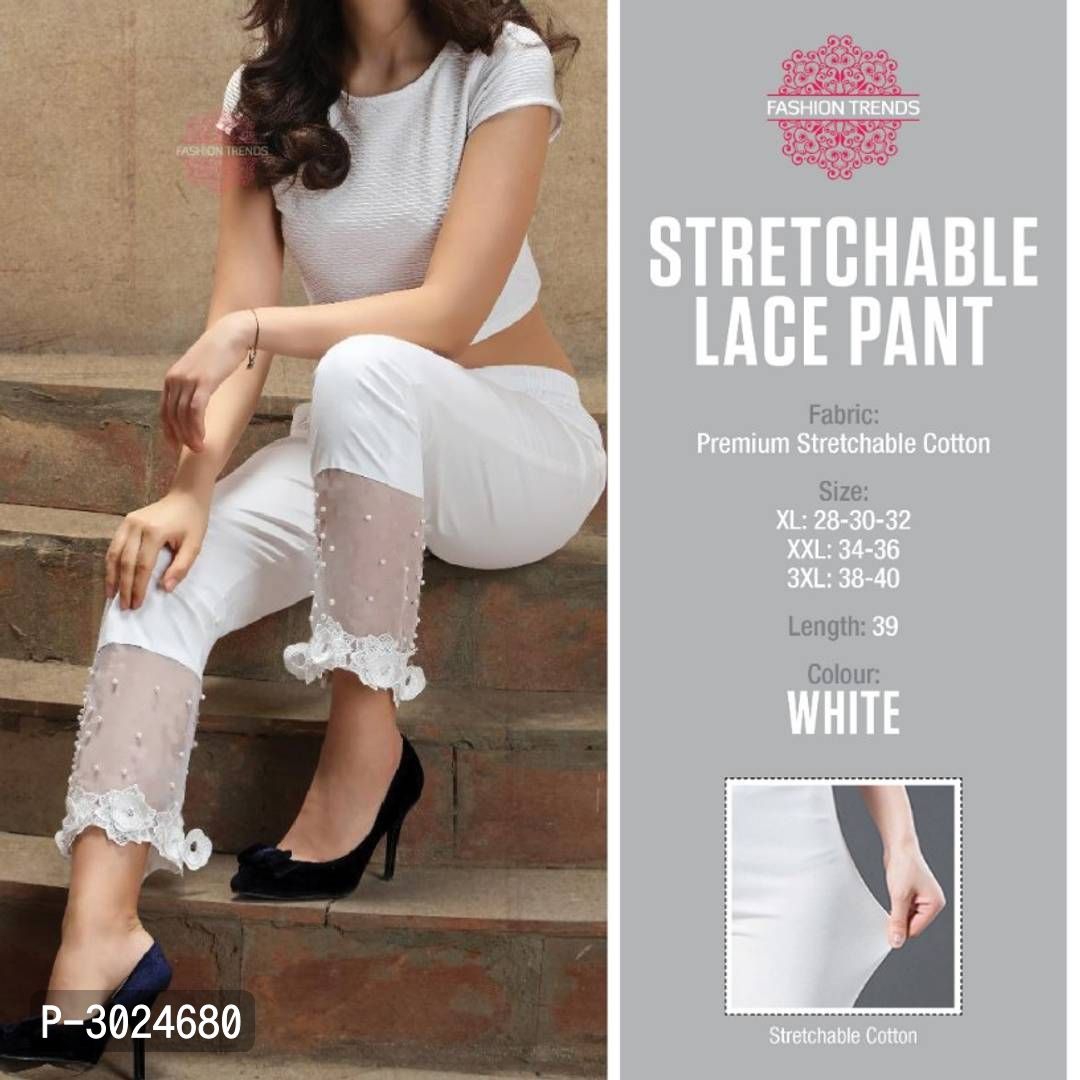 FASHION TRENDS
FASHION TRENDS
STRETCHABLE
LACE PANT
Fabric:
Premium Stretchable Cotton
Size:
XL: 28-30-32
XXL: 34-36
3XL: 38-40
Length: 39
Colour:
WHITE
Stretchable Cotton
P-3024680